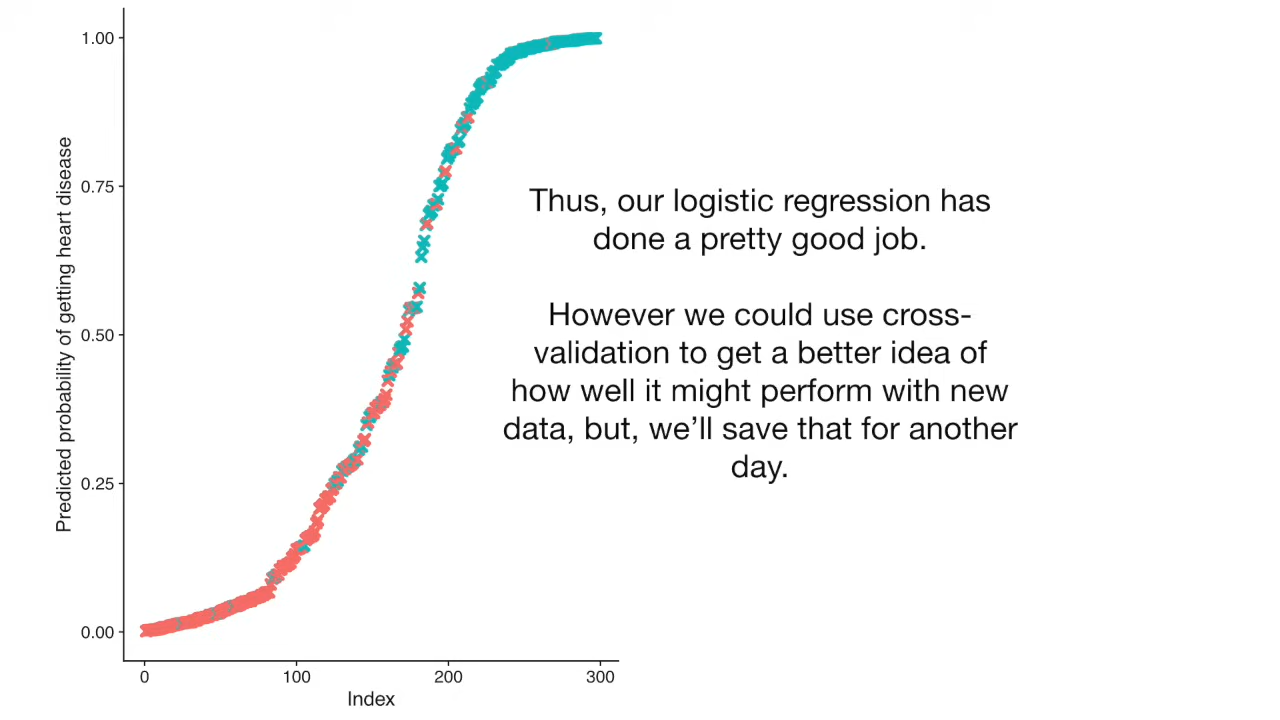 1.00
0.75
0.50
0.25
0.00
Predicted probability of getting heart disease
0 100 200 300
Index
Thus, our logistic regression has
done a pretty good job.
However we could use cross-
validation to get a better idea of
how well it might perform with new
data, but, we’ll save that for another
day.